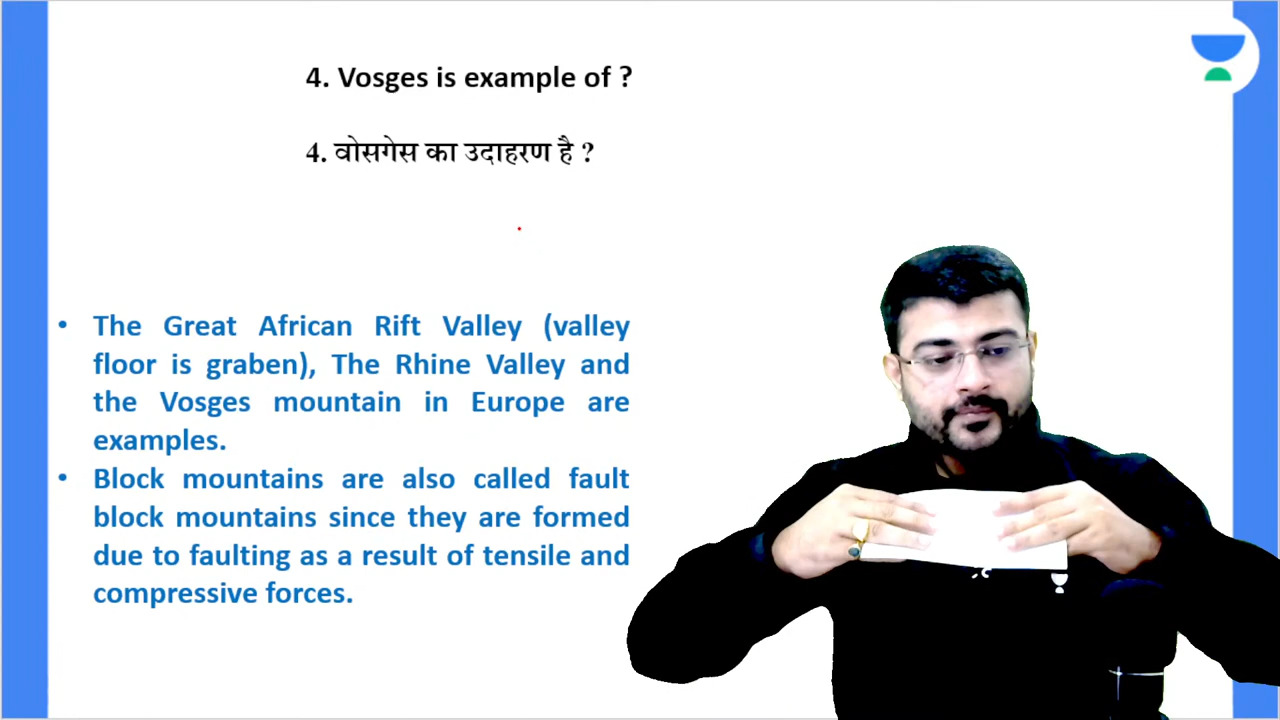 4. Vosges is example of ?
4. वोसगेस का उदाहरण है ?
• The Great African Rift Valley (valley
floor is graben), The Rhine Valley and
the Vosges mountain in Europe are
examples.
• Block mountains are also called fault
block mountains since they are formed
due to faulting as a result of tensile and
compressive forces.